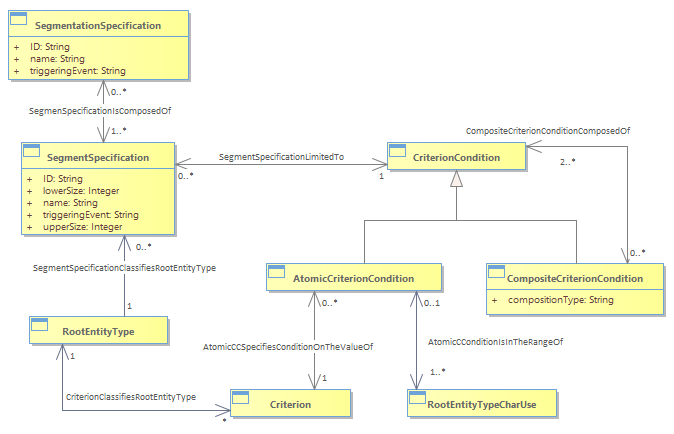 SegmentationSpecification
+ ID: String
+ name: String
+ triggeringEvent: String
0..*
SegmenSpecificationIsComposedOf
1..*
SegmentSpecification
+ ID: String
+ lowerSize: Integer
+ name: String
+ triggeringEvent: String
+ upperSize: Integer
0..*
SegmentSpecificationLimitedTo
1
CriterionCondition
CompositeCriterionConditionComposedOf
2..*
0..*
0..*
SegmentSpecificationClassifiesRootEntityType
1
AtomicCriterionCondition
CompositeCriterionCondition
+ compositionType: String
0..*
0..1
RootEntityType
1
AtomicCCSpecifiesConditionOnTheValueOf
AtomicCConditionIsInTheRangeOf
1
1..*
CriterionClassifiesRootEntityType
*
Criterion
RootEntityTypeCharUse